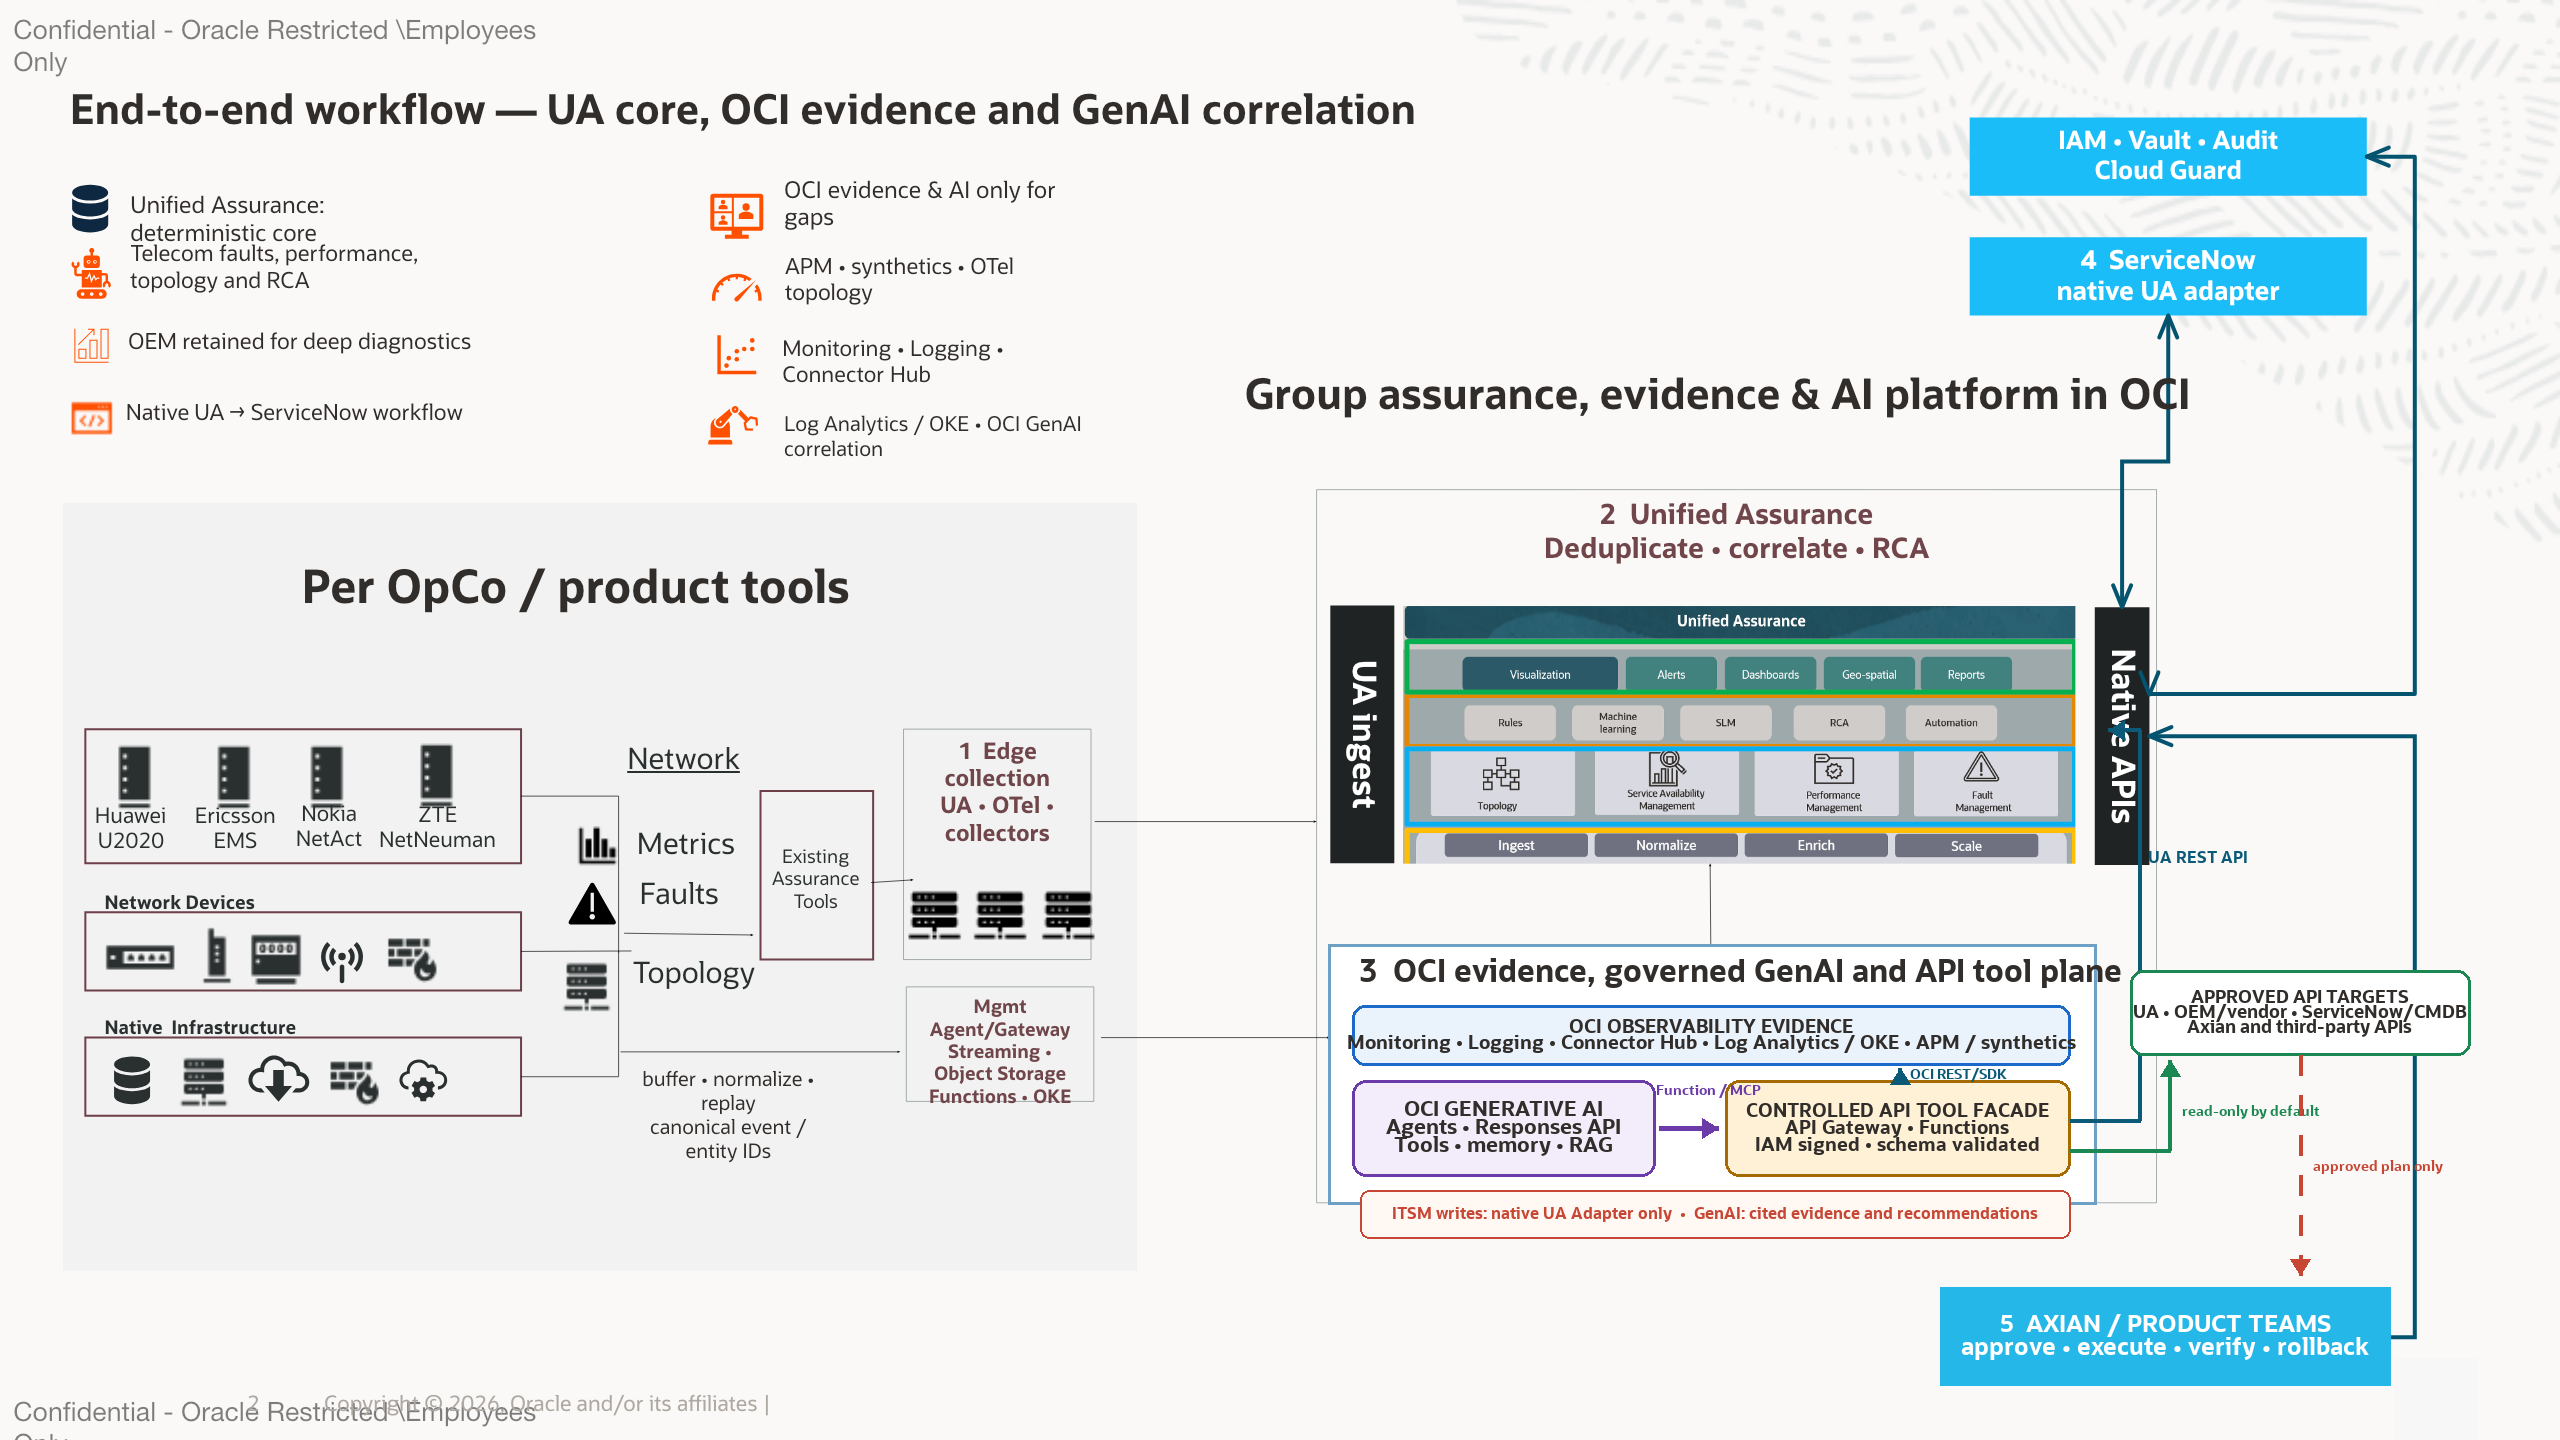 Confidential - Oracle Restricted \Employees
Only
End-to-end workflow — UA core, OCI evidence and GenAI correlation
Unified Assurance:
deterministic core
Telecom faults, performance,
topology and RCA
OEM retained for deep diagnostics
Native UA → ServiceNow workflow
OCI evidence & AI only for
gaps
APM • synthetics • OTel
topology
Monitoring • Logging •
Connector Hub
Log Analytics / OKE • OCI GenAI
correlation
IAM • Vault • Audit
Cloud Guard
4 ServiceNow
native UA adapter
Group assurance, evidence & AI platform in OCI
Per OpCo / product tools
Huawei
U2020
Ericsson
EMS
Nokia
NetAct
ZTE
NetNeuman
Network Devices
Native Infrastructure
Network
Metrics
Faults
Topology
Existing
Assurance
Tools
buffer • normalize •
replay
canonical event /
entity IDs
1 Edge
collection
UA • OTel •
collectors
Mgmt
Agent/Gateway
Streaming •
Object Storage
Functions • OKE
2 Unified Assurance
Deduplicate • correlate • RCA
UA ingest
Unified Assurance
Visualization
Alerts
Dashboards
Geo-spatial
Reports
Rules
Machine
learning
SLM
RCA
Automation
Topology
Service Availability
Management
Performance
Management
Fault
Management
Ingest
Normalize
Enrich
Scale
Native APIs
UA REST API
3 OCI evidence, governed GenAI and API tool plane
OCI OBSERVABILITY EVIDENCE
Monitoring • Logging • Connector Hub • Log Analytics / OKE • APM / synthetics
OCI REST/SDK
Function / MCP
OCI GENERATIVE AI
Agents • Responses API
Tools • memory • RAG
CONTROLLED API TOOL FACADE
API Gateway • Functions
IAM signed • schema validated
ITSM writes: native UA Adapter only • GenAI: cited evidence and recommendations
APPROVED API TARGETS
UA • OEM/vendor • ServiceNow/CMDB
Axian and third-party APIs
read-only by default
approved plan only
5 AXIAN / PRODUCT TEAMS
approve • execute • verify • rollback
2
Copyright © 2026, Oracle and/or its affiliates |
Confidential - Oracle Restricted \Employees
Only